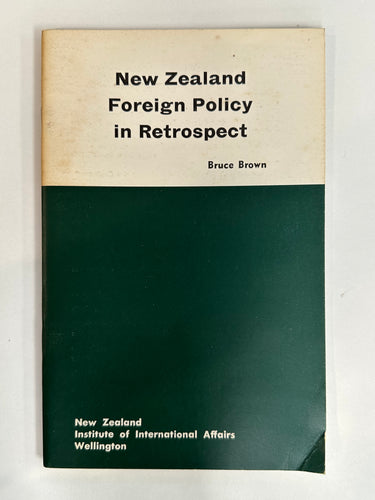 New Zealand
Foreign Policy
in Retrospect
Bruce Brown
New Zealand
Institute of International Affairs
Wellington